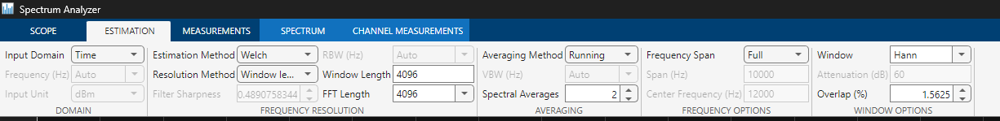 Spectrum Analyzer
SCOPE ESTIMATION MEASUREMENTS SPECTRUM CHANNEL MEASUREMENTS
Input Domain Time Estimation Method Welch RBW (Hz) Auto Averaging Method Running Frequency Span Full Window Hann
Frequency (Hz) Auto Resolution Method Window le... Window Length 4096 VBW (Hz) Auto Span (Hz) 10000 Attenuation (dB) 60
Input Unit dBm Filter Sharpness 0.4890758344 FFT Length 4096 Spectral Averages 2 Center Frequency (Hz) 12000 Overlap (%) 1.5625
DOMAIN FREQUENCY RESOLUTION AVERAGING FREQUENCY OPTIONS WINDOW OPTIONS